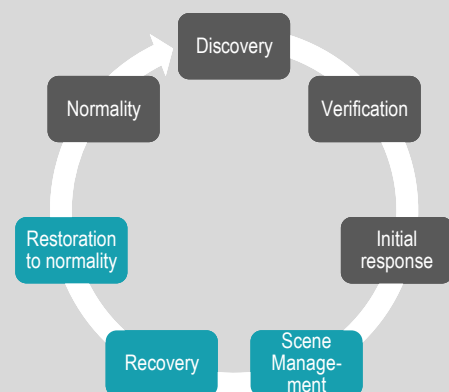 Discovery
Verification
Initial
response
Scene
Manage-
ment
Recovery
Restoration
to normality
Normality